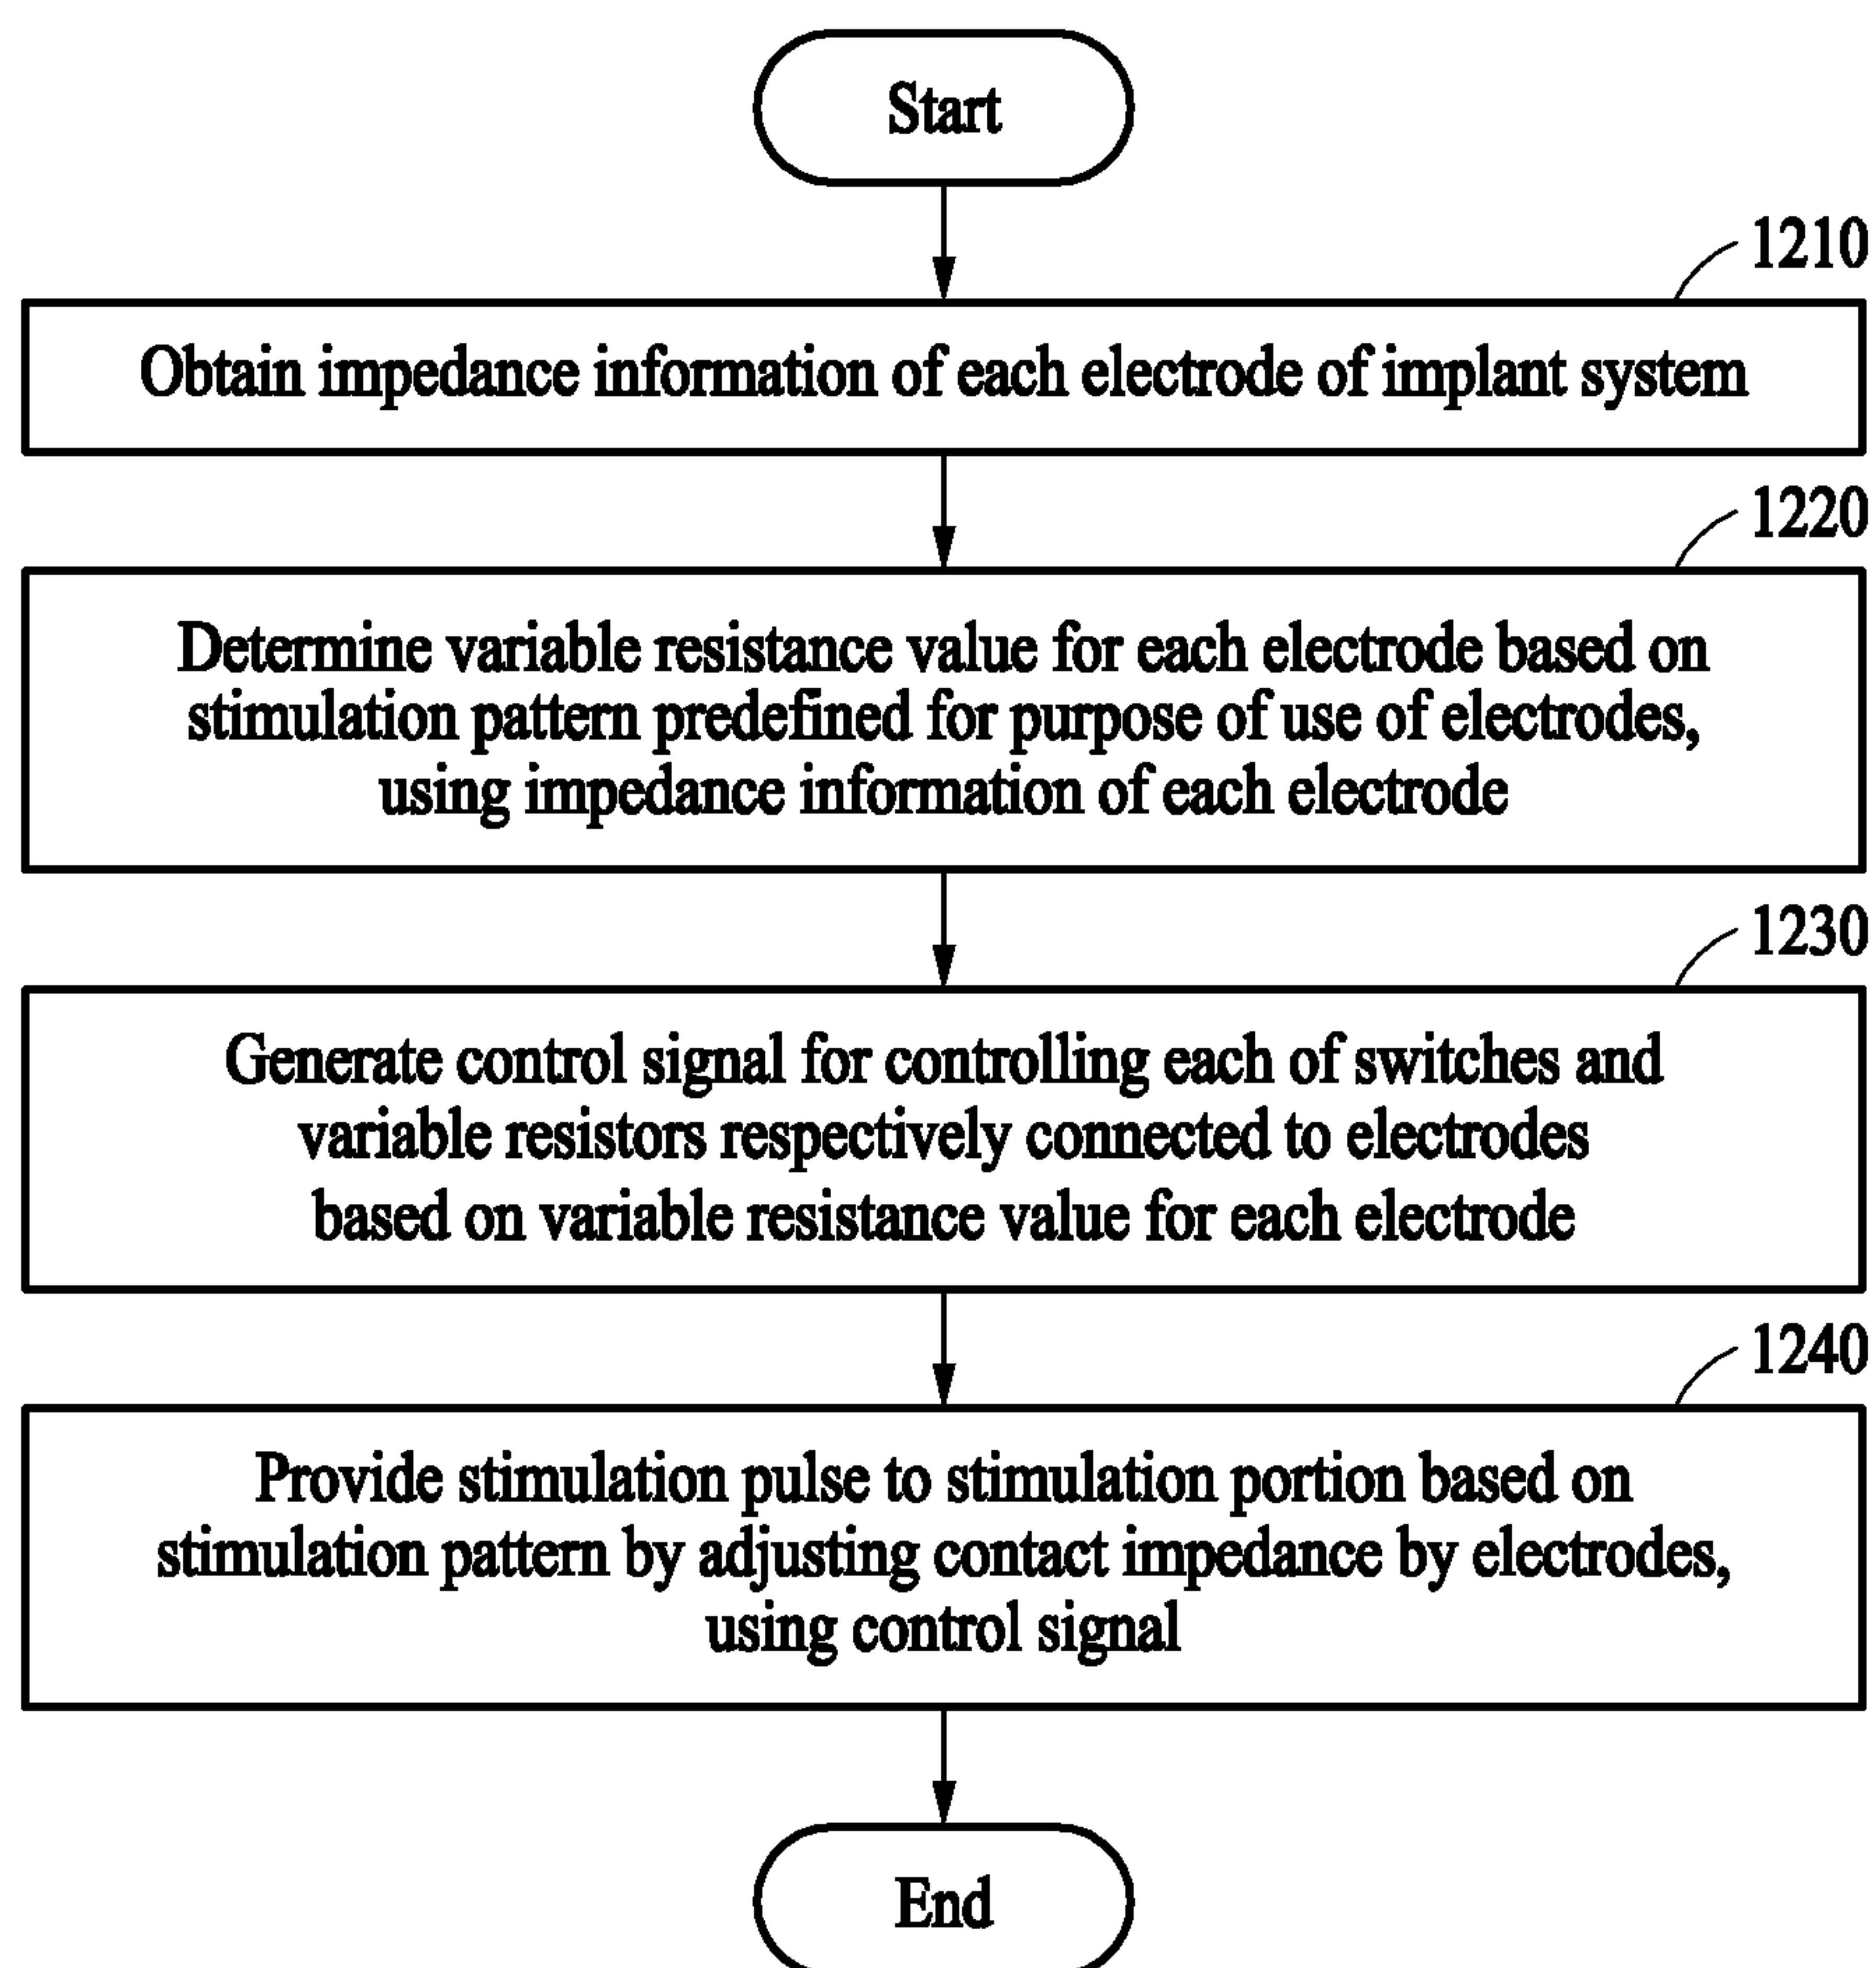 Start
1210
Obtain impedance information of each electrode of implant system
1220
Determine variable resistance value for each electrode based on
stimulation pattern predefined for purpose of use of electrodes,
using impedance information of each electrode
1230
Generate control signal for controlling each of switches and
variable resistors respectively connected to electrodes
based on variable resistance value for each electrode
1240
Provide stimulation pulse to stimulation portion based on
stimulation pattern by adjusting contact impedance by electrodes,
using control signal
End